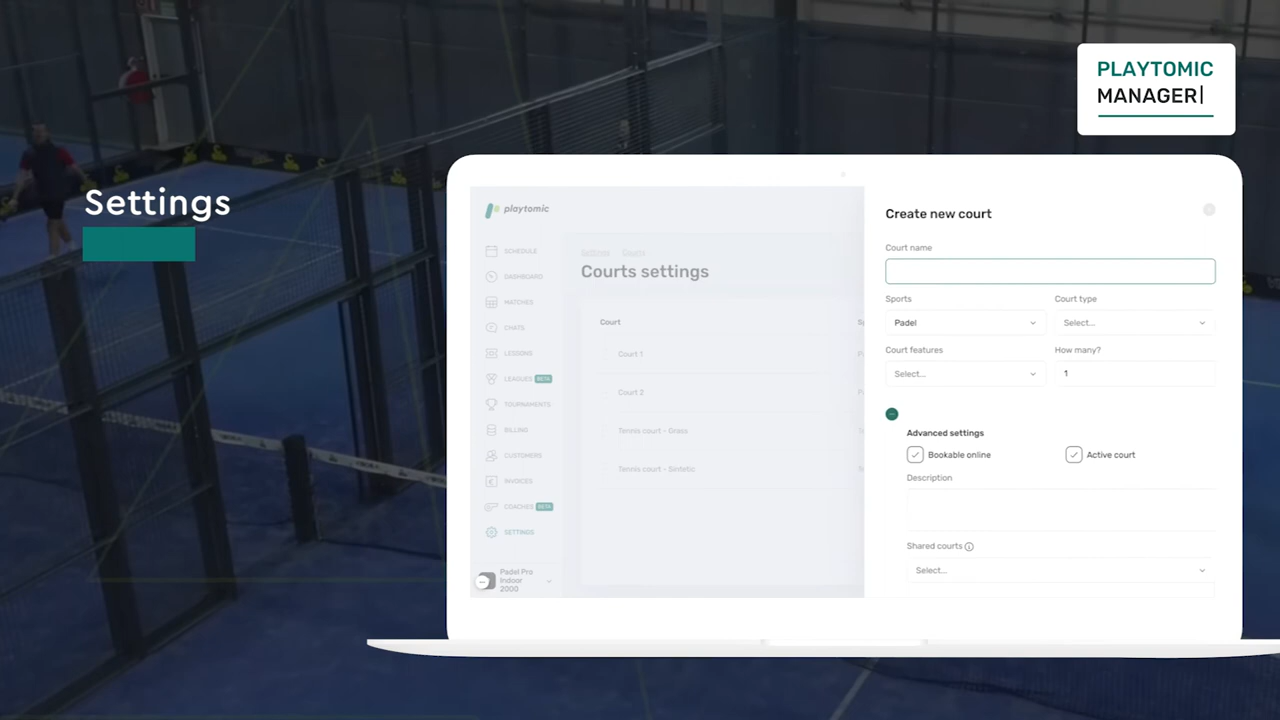 PLAYTOMIC
MANAGER
Settings
playtomic
SCHEDULE
DASHBOARD
MATCHES
CHATS
LESSONS
LEAGUES BETA
TOURNAMENTS
BILLING
CUSTOMERS
INVOICES
COACHES BETA
SETTINGS
Padel Pro
Indoor
2000
Settings Courts
Courts settings
Court
Court 1
Court 2
Tennis court - Grass
Tennis court - Sintetic
Create new court
Court name
Sports Court type
Padel Select...
Court features How many?
Select... 1
Advanced settings
Bookable online Active court
Description
Shared courts
Select...